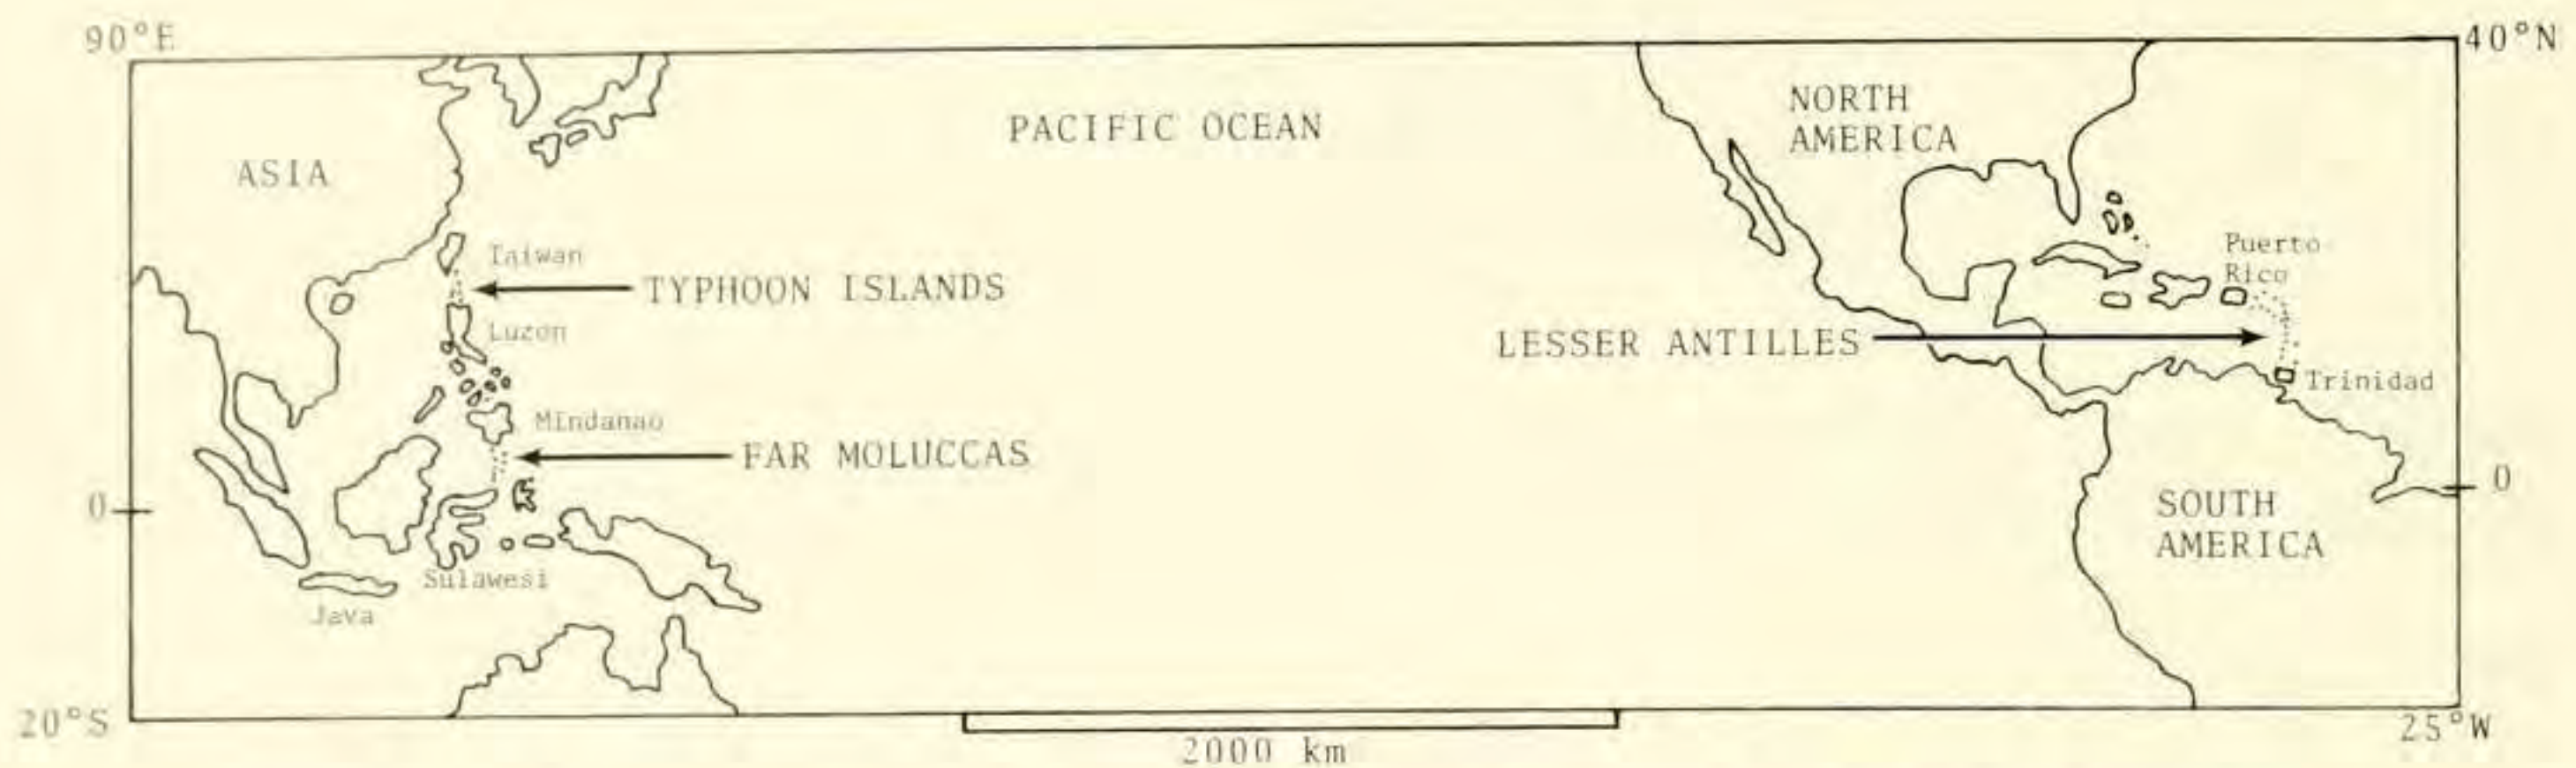 90°E
40°N
NORTH
AMERICA
PACIFIC OCEAN
ASIA
Taiwan
Puerto
Rico
TYPHOON ISLANDS
Luzon
LESSER ANTILLES
Trinidad
Mindanao
FAR MOLUCCAS
0
0
SOUTH
AMERICA
Sulawesi
Java
20°S
25°W
2000 km